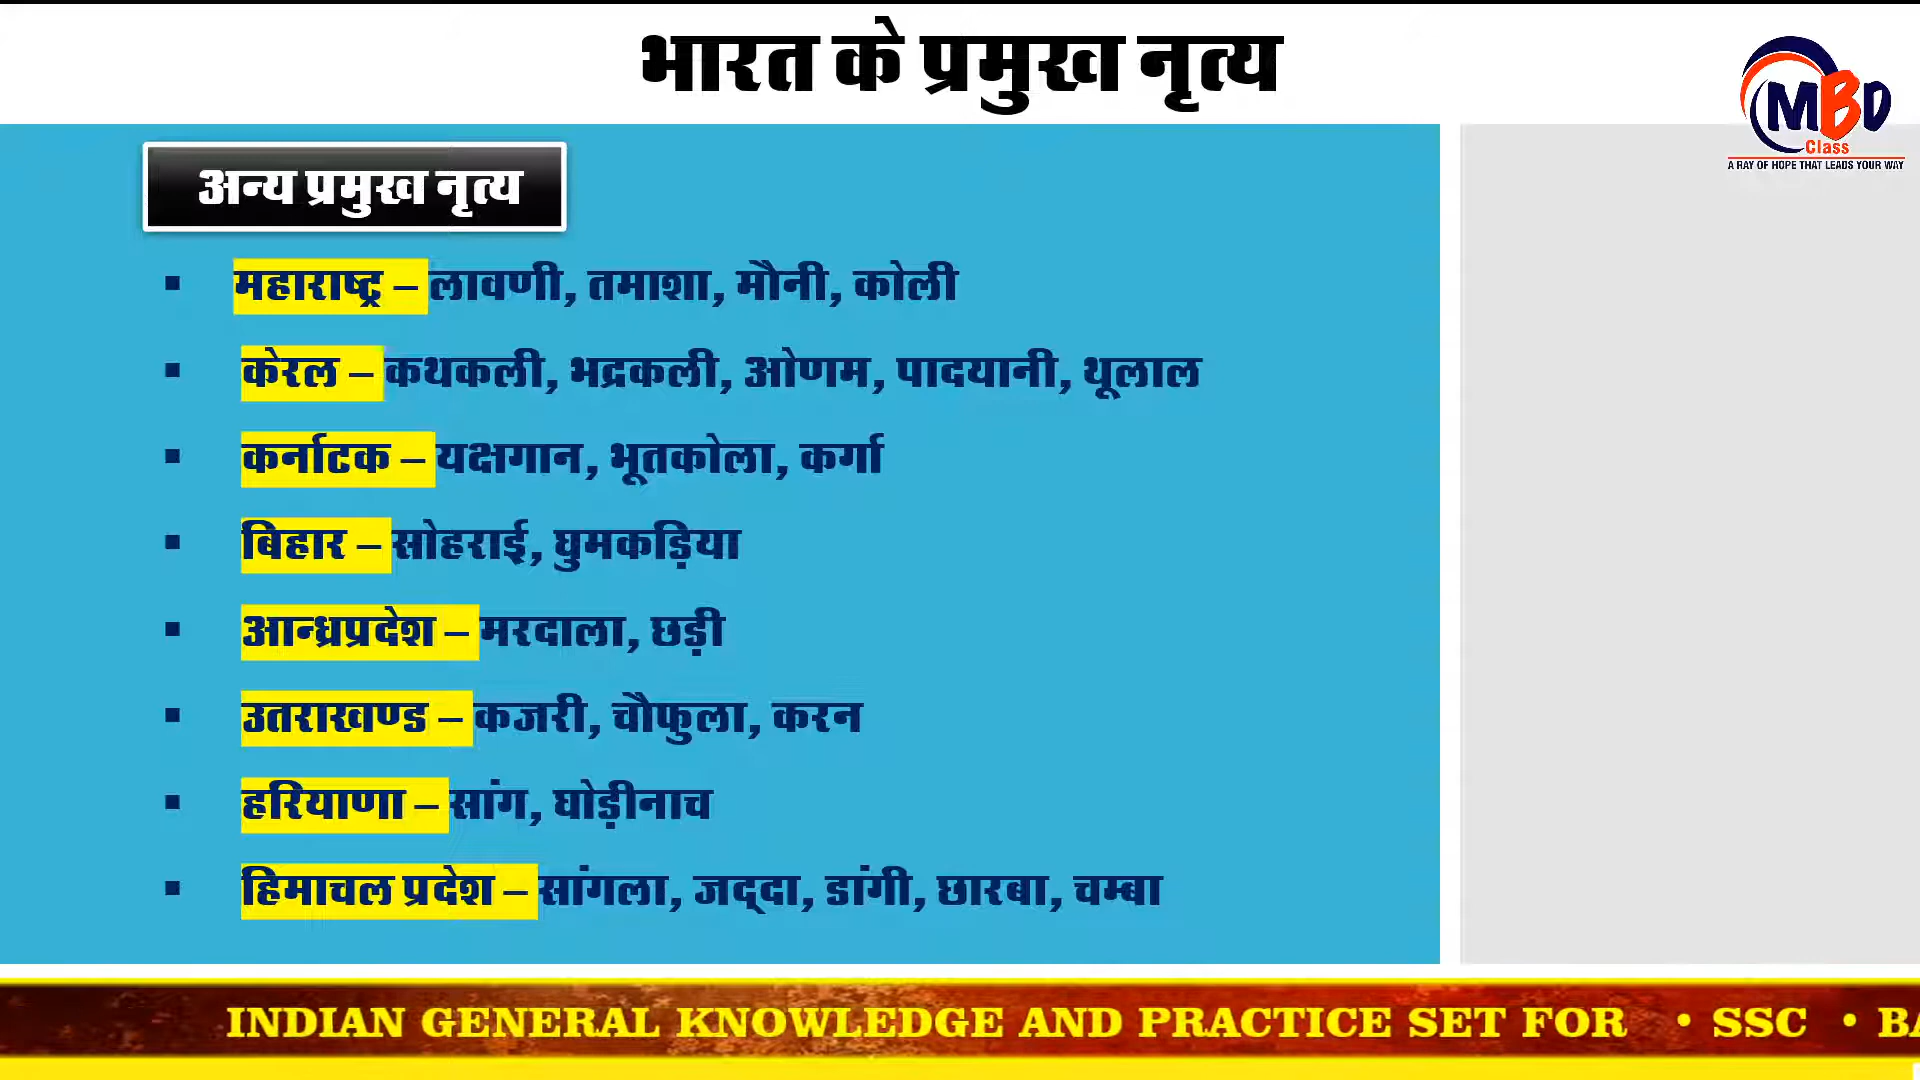 भारत के प्रमुख नृत्य
MBD
Class
A RAY OF HOPE THAT LEADS YOUR WAY
अन्य प्रमुख नृत्य
▪ महाराष्ट्र – लावणी, तमाशा, मौनी, कोली
▪ केरल – कथकली, भद्रकली, ओणम, पादयानी, थूलाल
▪ कर्नाटक – यक्षगान, भूतकोला, कर्गा
▪ बिहार – सोहराई, घुमकड़िया
▪ आन्ध्रप्रदेश – मरदाला, छड़ी
▪ उतराखण्ड – कजरी, चौफुला, करन
▪ हरियाणा – सांग, घोड़ीनाच
▪ हिमाचल प्रदेश – सांगला, जद्दा, डांगी, छारबा, चम्बा
INDIAN GENERAL KNOWLEDGE AND PRACTICE SET FOR • SSC •